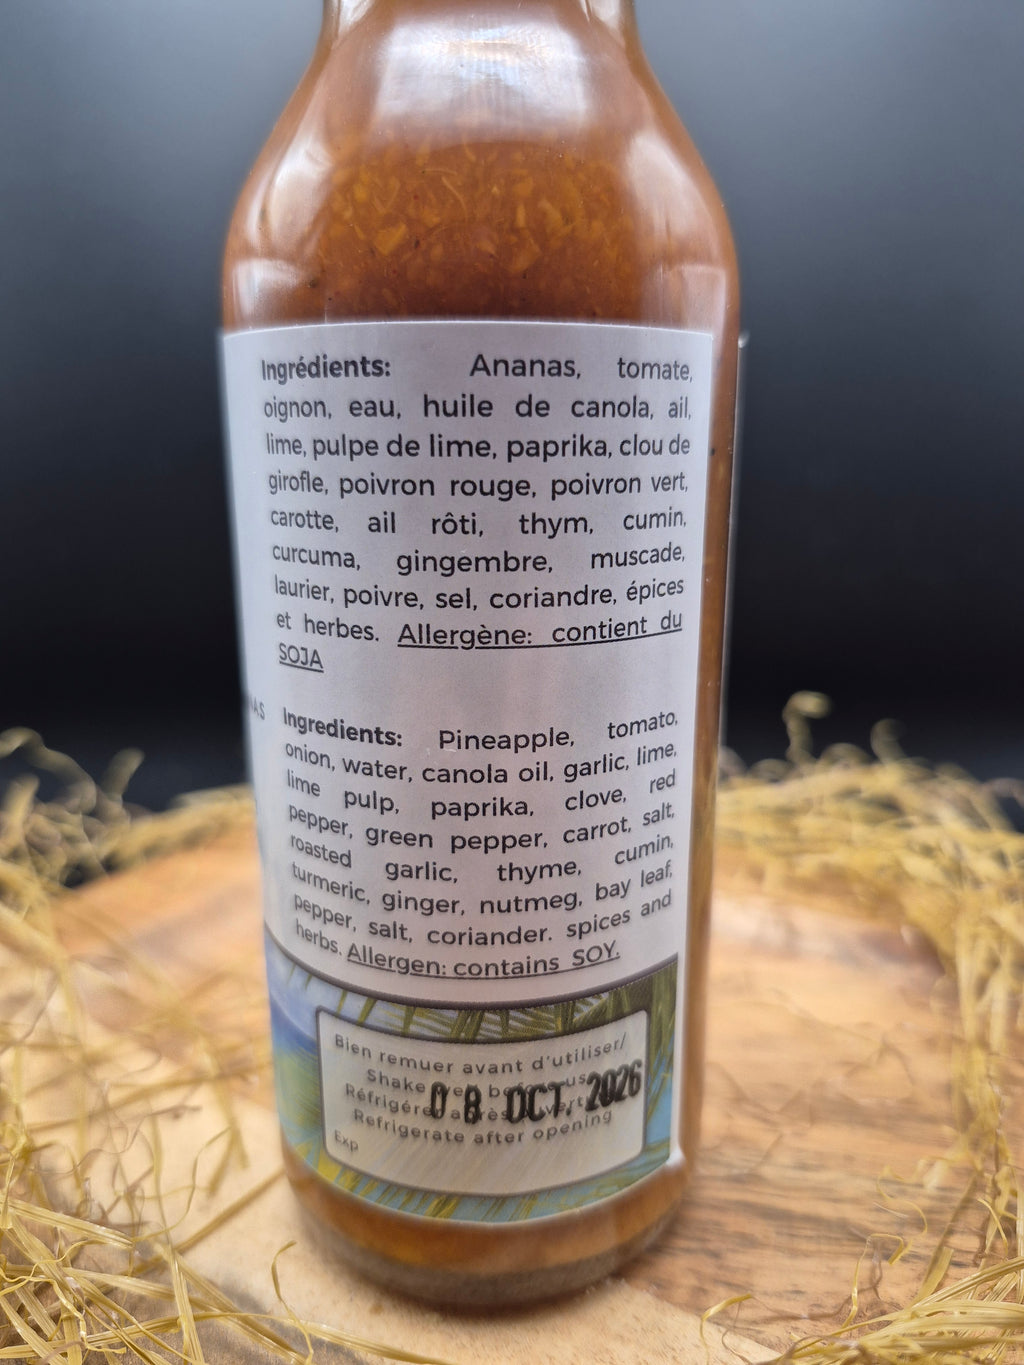 Ingrédients: Ananas, tomate,
oignon, eau, huile de canola, ail,
lime, pulpe de lime, paprika, clou de
girofle, poivron rouge, poivron vert,
carotte, ail rôti, thym, cumin,
curcuma, gingembre, muscade,
laurier, poivre, sel, coriandre, épices
et herbes. Allergène: contient du
SOJA
Ingredients: Pineapple, tomato,
onion, water, canola oil, garlic, lime,
lime pulp, paprika, clove, red
pepper, green pepper, carrot, salt,
roasted garlic, thyme, cumin,
turmeric, ginger, nutmeg, bay leaf,
pepper, salt, coriander. spices and
herbs. Allergen: contains SOY.
Bien remuer avant d'utiliser/
Shake
08 OCT. 2026
Refrigerate after opening
Exp